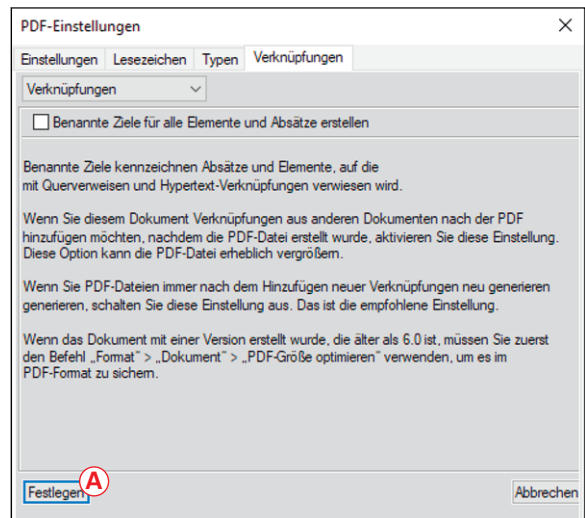 PDF-Einstellungen
Einstellungen Lesezeichen Typen Verknüpfungen
Verknüpfungen
Benannte Ziele für alle Elemente und Absätze erstellen
Benannte Ziele kennzeichnen Absätze und Elemente, auf die
mit Querverweisen und Hypertext-Verknüpfungen verwiesen wird.
Wenn Sie diesem Dokument Verknüpfungen aus anderen Dokumenten nach der PDF
hinzufügen möchten, nachdem die PDF-Datei erstellt wurde, aktivieren Sie diese Einstellung.
Diese Option kann die PDF-Datei erheblich vergrößern.
Wenn Sie PDF-Dateien immer nach dem Hinzufügen neuer Verknüpfungen neu generieren
generieren, schalten Sie diese Einstellung aus. Das ist die empfohlene Einstellung.
Wenn das Dokument mit einer Version erstellt wurde, die älter als 6.0 ist, müssen Sie zuerst
den Befehl „Format“ > „Dokument“ > „PDF-Größe optimieren“ verwenden, um es im
PDF-Format zu sichern.
Festlegen A Abbrechen